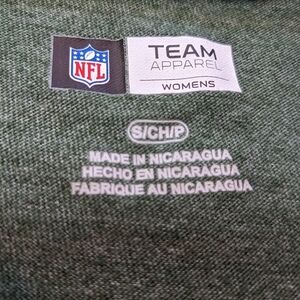 NFL
TEAM
APPAREL
WOMENS
S/CH/P
MADE IN NICARAGUA
HECHO EN NICARAGUA
FABRIQUE AU NICARAGUA